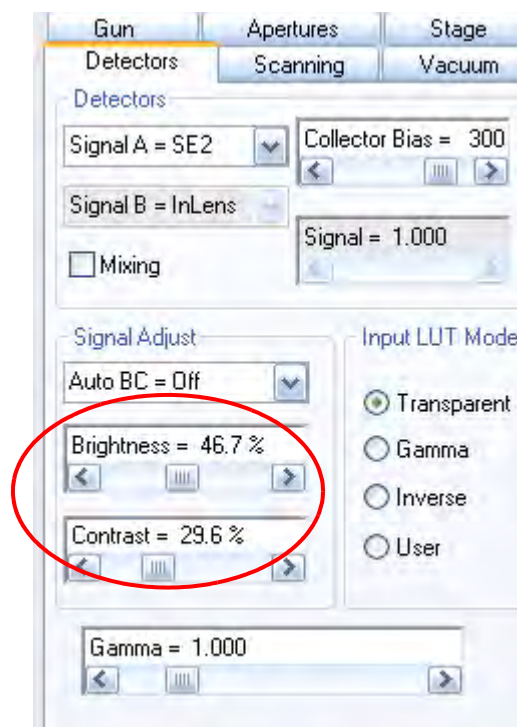 Gun Apertures Stage
Detectors Scanning Vacuum
Detectors
Signal A = SE2
Collector Bias = 300
Signal B = InLens
Signal = 1.000
Mixing
Signal Adjust
Input LUT Mode
Auto BC = Off
Transparent
Brightness = 46.7 %
Gamma
Inverse
Contrast = 29.6 %
User
Gamma = 1.000